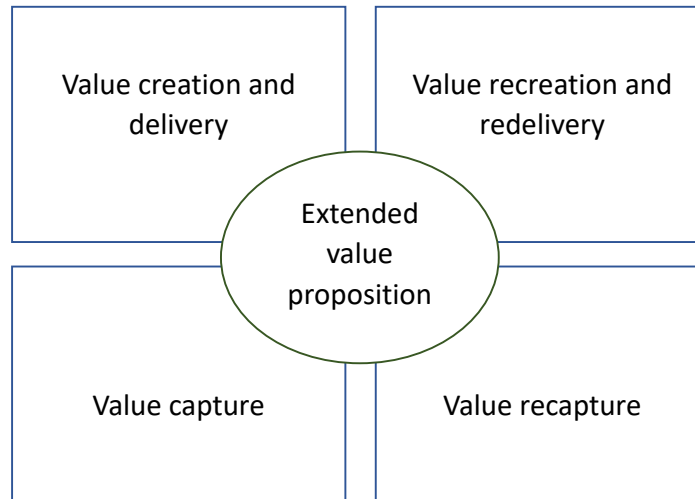 Value creation and
delivery
Value recreation and
redelivery
Extended
value
proposition
Value capture
Value recapture